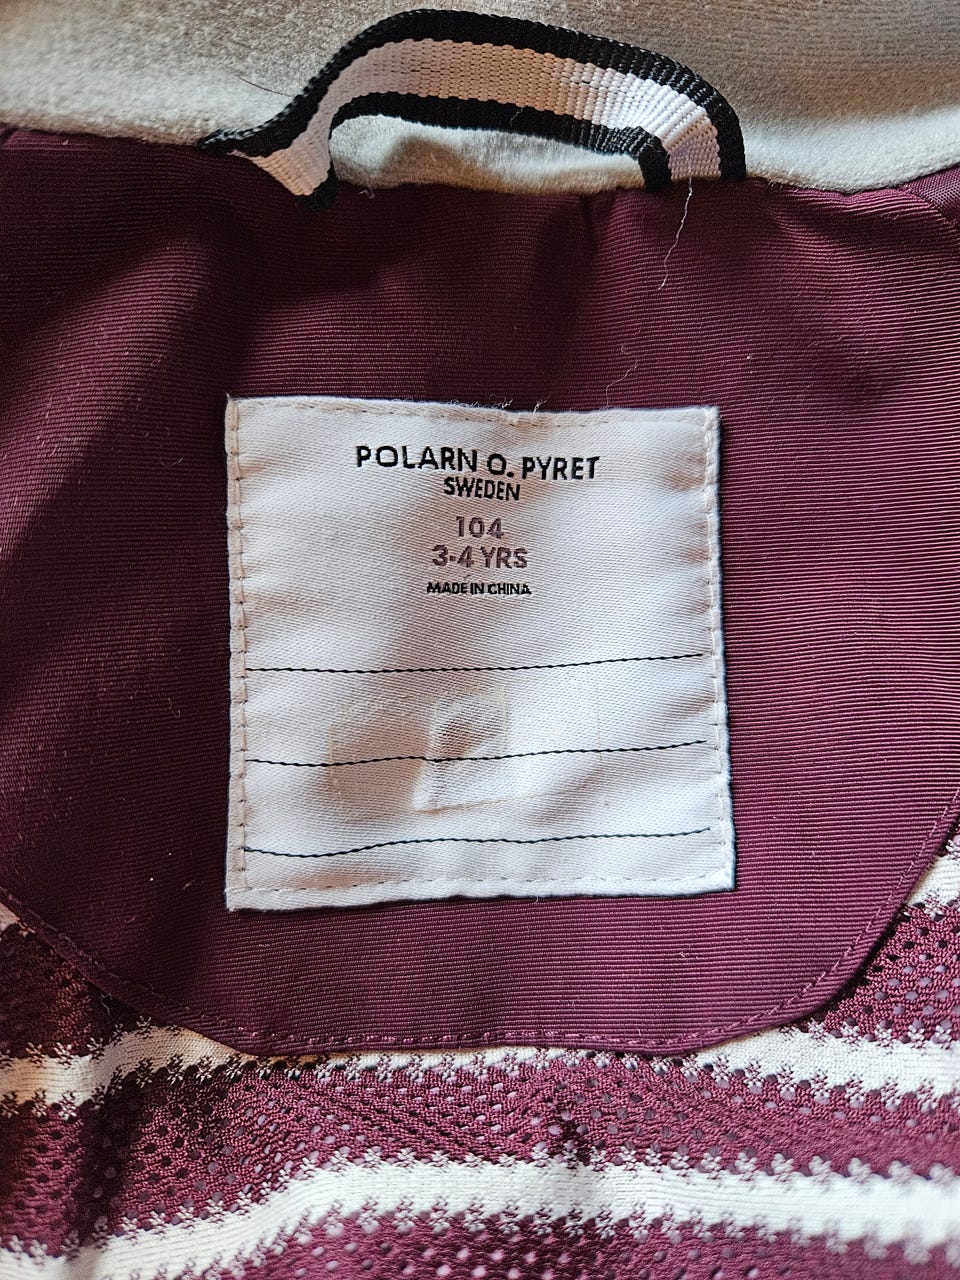 POLARN O. PYRET
SWEDEN
104
3-4 YRS
MADE IN CHINA